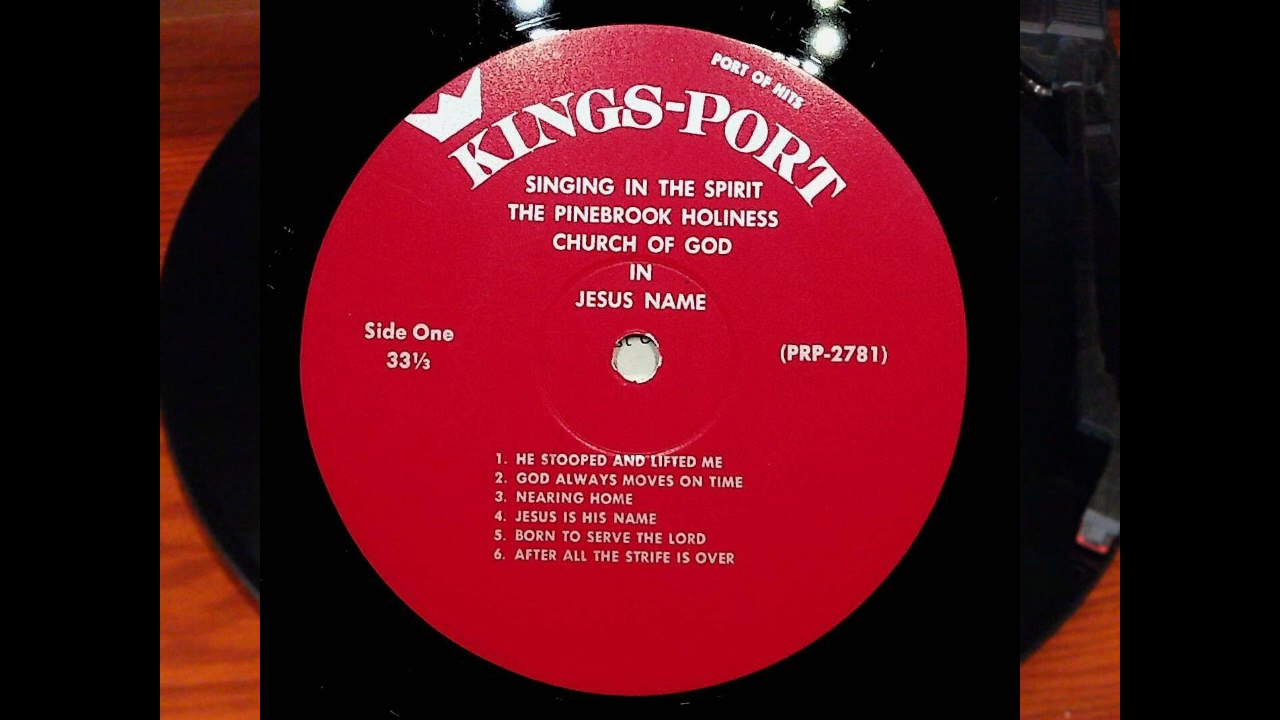 PORT OF HITS
KINGS-PORT
SINGING IN THE SPIRIT
THE PINEBROOK HOLINESS
CHURCH OF GOD
IN
JESUS NAME
Side One
33⅓
(PRP-2781)
1. HE STOOPED AND LIFTED ME
2. GOD ALWAYS MOVES ON TIME
3. NEARING HOME
4. JESUS IS HIS NAME
5. BORN TO SERVE THE LORD
6. AFTER ALL THE STRIFE IS OVER